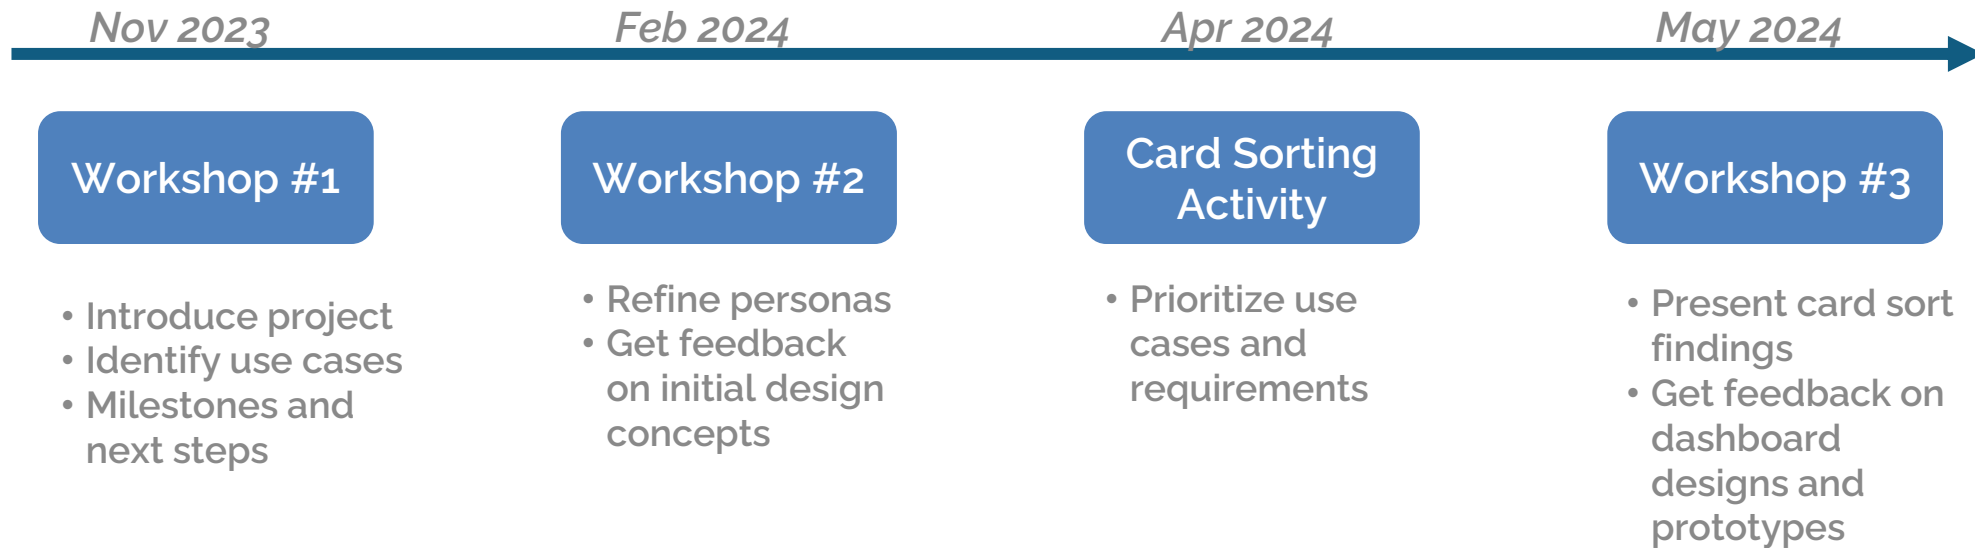 Nov 2023
Feb 2024
Apr 2024
May 2024
Workshop #1
Workshop #2
Card Sorting
Activity
Workshop #3
• Introduce project
• Identify use cases
• Milestones and
next steps
• Refine personas
• Get feedback
on initial design
concepts
• Prioritize use
cases and
requirements
• Present card sort
findings
• Get feedback on
dashboard
designs and
prototypes